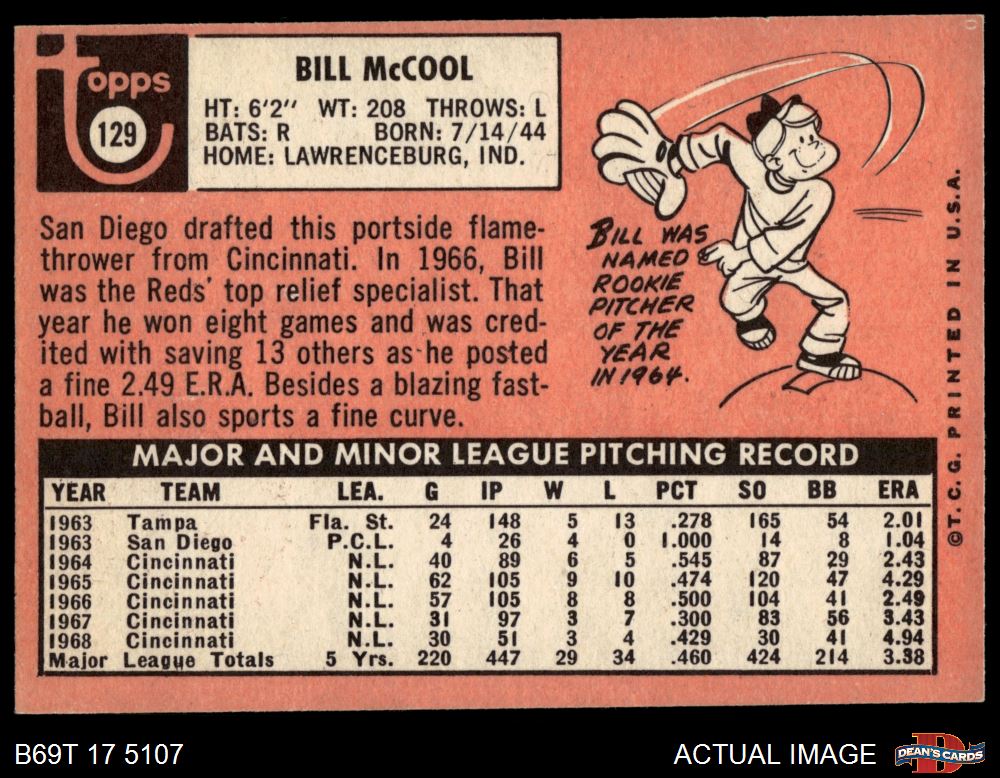 Topps
129
BILL McCOOL
HT: 6'2" WT: 208 THROWS: L
BATS: R BORN: 7/14/44
HOME: LAWRENCEBURG, IND.
San Diego drafted this portside flame-
thrower from Cincinnati. In 1966, Bill
was the Reds' top relief specialist. That
year he won eight games and was cred-
ited with saving 13 others as he posted
a fine 2.49 E.R.A. Besides a blazing fast-
ball, Bill also sports a fine curve.
BILL WAS
NAMED
ROOKIE
PITCHER
OF THE
YEAR
IN 1964.
©T.C.G. PRINTED IN U.S.A.
MAJOR AND MINOR LEAGUE PITCHING RECORD
YEAR TEAM LEA. G IP W L PCT SO BB ERA
1963 Tampa Fla. St. 24 148 5 13 .278 165 54 2.01
1963 San Diego P.C.L. 4 26 4 0 1.000 14 8 1.04
1964 Cincinnati N.L. 40 89 6 5 .545 87 29 2.43
1965 Cincinnati N.L. 62 105 9 10 .474 120 47 4.29
1966 Cincinnati N.L. 57 105 8 8 .500 104 41 2.49
1967 Cincinnati N.L. 31 97 3 7 .300 83 56 3.43
1968 Cincinnati N.L. 30 51 3 4 .429 30 41 4.94
Major League Totals 5 Yrs. 220 447 29 34 .460 424 214 3.38
B69T 17 5107
ACTUAL IMAGE
D
DEAN'S CARDS